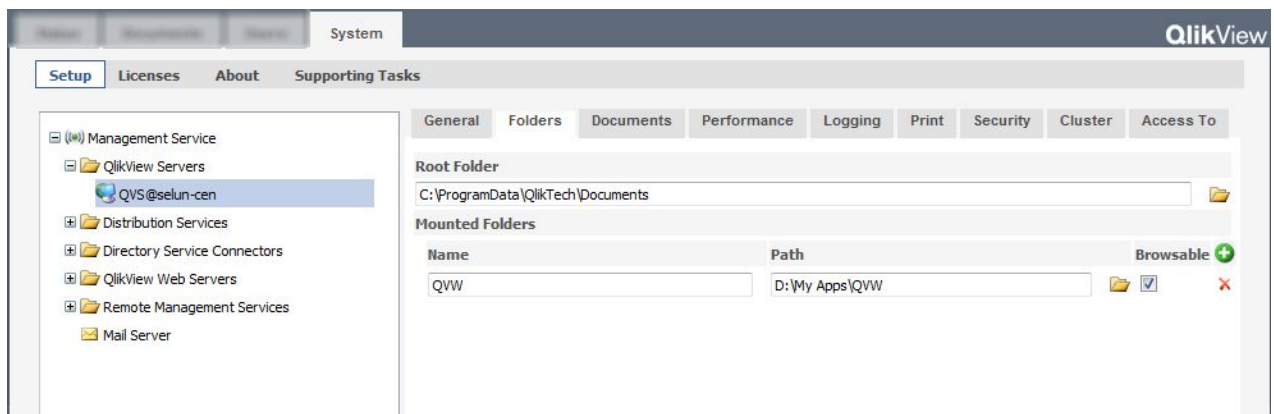 System
QlikView
Setup Licenses About Supporting Tasks
Management Service
QlikView Servers
QVS@selun-cen
Distribution Services
Directory Service Connectors
QlikView Web Servers
Remote Management Services
Mail Server
General Folders Documents Performance Logging Print Security Cluster Access To
Root Folder
C:\ProgramData\QlikTech\Documents
Mounted Folders
Name Path Browsable
QVW D:\My Apps\QVW